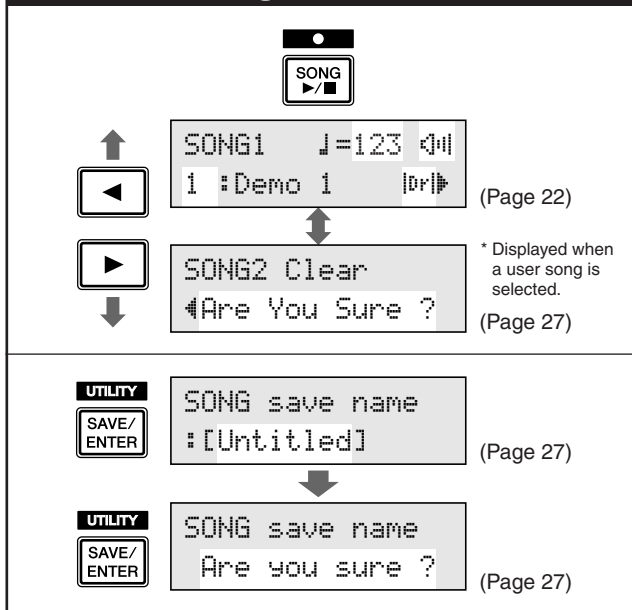 SONG
▶/■
SONG1 ♩=123
1 :Demo 1 Dr
(Page 22)
SONG2 Clear
Are You Sure ?
* Displayed when
a user song is
selected.
(Page 27)
UTILITY
SAVE/
ENTER
SONG save name
:[Untitled]
(Page 27)
UTILITY
SAVE/
ENTER
SONG save name
Are you sure ?
(Page 27)